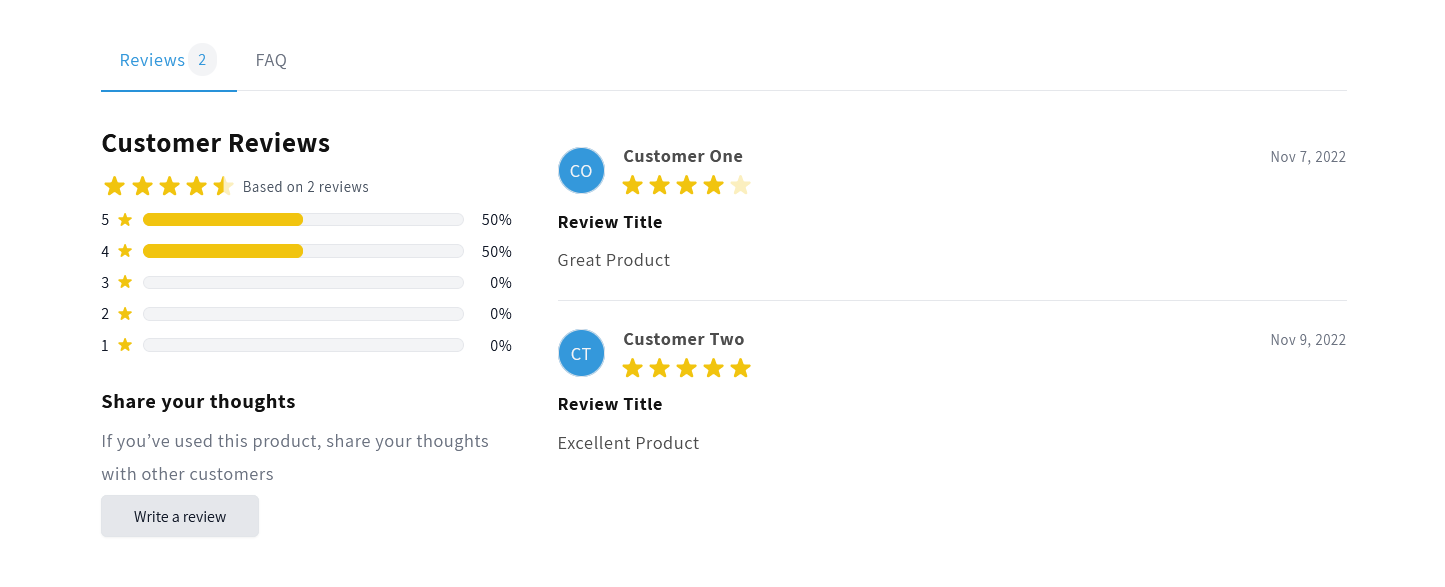 Reviews 2 FAQ
Customer Reviews
Based on 2 reviews
5 50%
4 50%
3 0%
2 0%
1 0%
Share your thoughts
If you’ve used this product, share your thoughts
with other customers
Write a review
CO Customer One Nov 7, 2022
Review Title
Great Product
CT Customer Two Nov 9, 2022
Review Title
Excellent Product